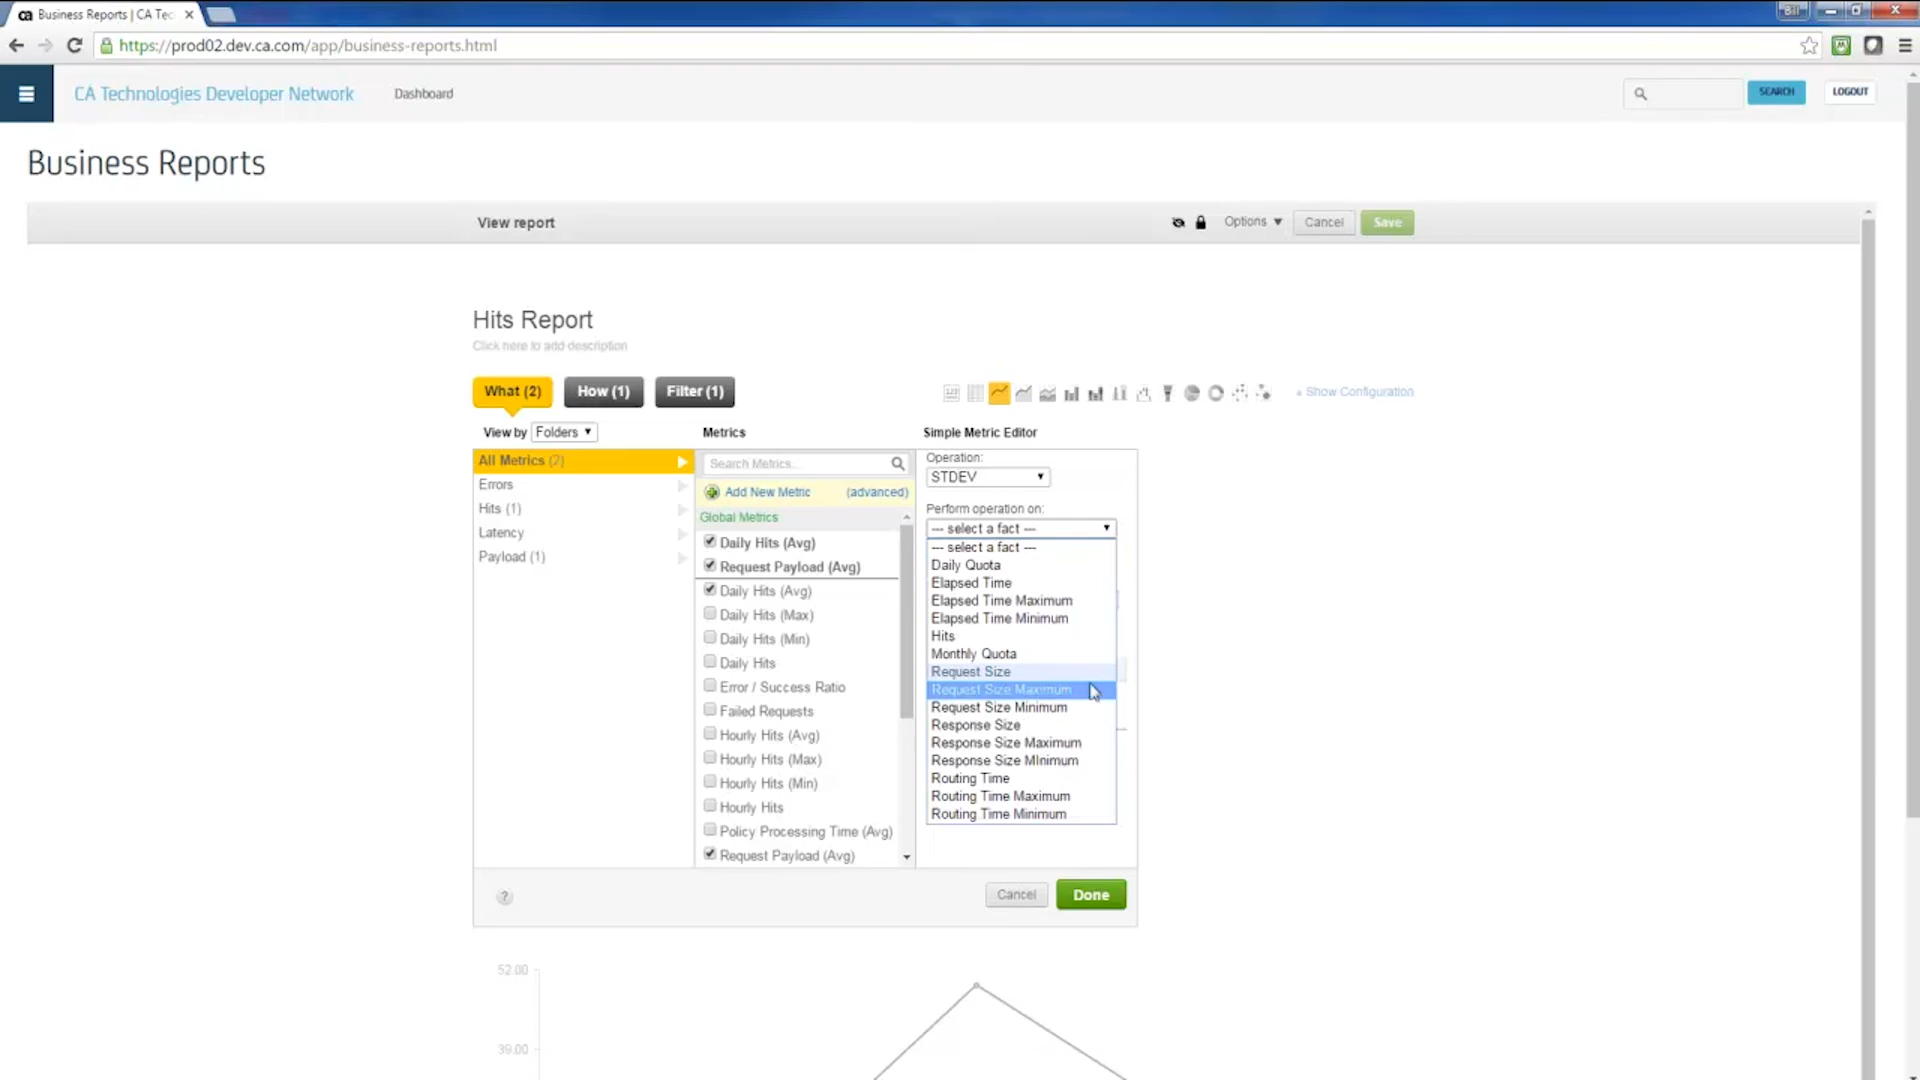 Business Reports | CA Tec
Bill
https://prod02.dev.ca.com/app/business-reports.html
CA Technologies Developer Network
Dashboard
SEARCH
LOGOUT
Business Reports
View report
Options
Cancel
Save
Hits Report
Click here to add description
What (2)
How (1)
Filter (1)
Show Configuration
View by Folders
Metrics
Simple Metric Editor
All Metrics (2)
Errors
Hits (1)
Latency
Payload (1)
Search Metrics...
Add New Metric (advanced)
Global Metrics
Daily Hits (Avg)
Request Payload (Avg)
Daily Hits (Avg)
Daily Hits (Max)
Daily Hits (Min)
Daily Hits
Error / Success Ratio
Failed Requests
Hourly Hits (Avg)
Hourly Hits (Max)
Hourly Hits (Min)
Hourly Hits
Policy Processing Time (Avg)
Request Payload (Avg)
Operation:
STDEV
Perform operation on:
--- select a fact ---
--- select a fact ---
Daily Quota
Elapsed Time
Elapsed Time Maximum
Elapsed Time Minimum
Hits
Monthly Quota
Request Size
Request Size Maximum
Request Size Minimum
Response Size
Response Size Maximum
Response Size MInimum
Routing Time
Routing Time Maximum
Routing Time Minimum
?
Cancel
Done
52.00
39.00